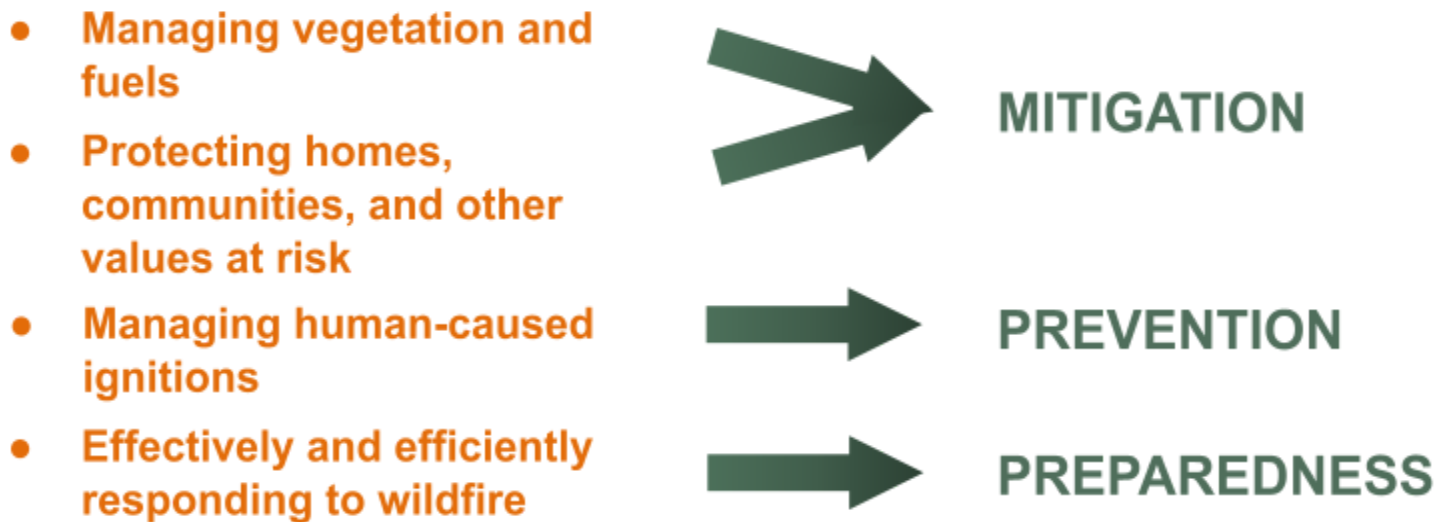 • Managing vegetation and
fuels
MITIGATION
• Protecting homes,
communities, and other
values at risk
• Managing human-caused
ignitions
PREVENTION
• Effectively and efficiently
responding to wildfire
PREPAREDNESS